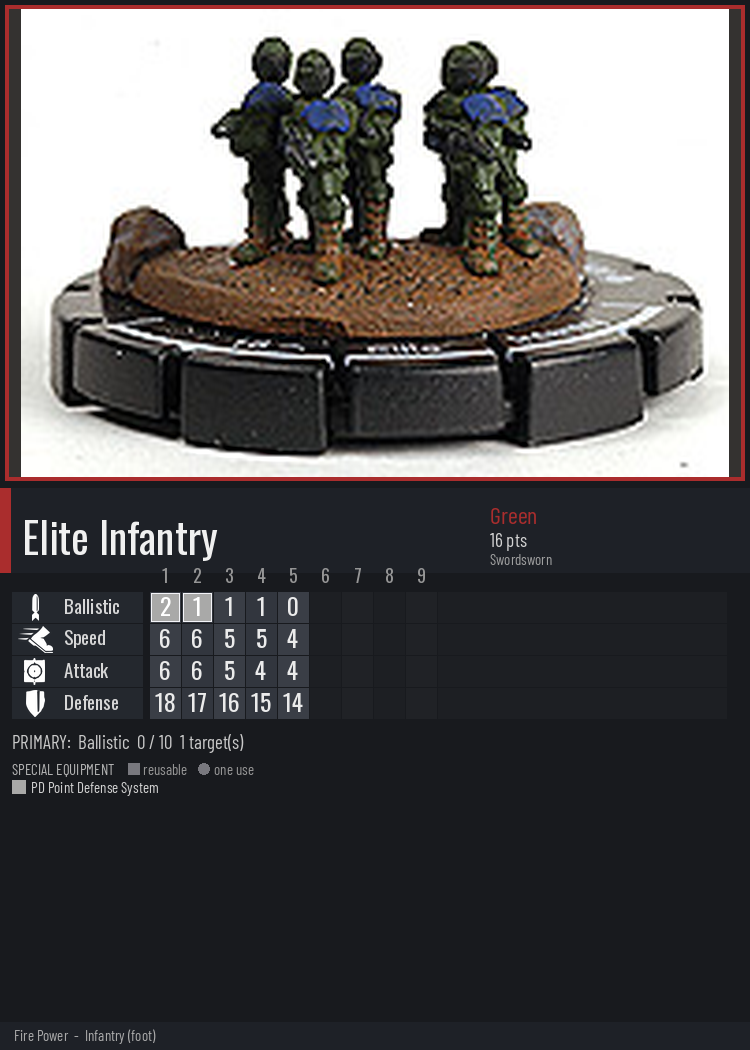 Elite Infantry
Green
16 pts
Swordsworn
1 2 3 4 5 6 7 8 9
Ballistic 2 1 1 1 0
Speed 6 6 5 5 4
Attack 6 6 5 4 4
Defense 18 17 16 15 14
PRIMARY: Ballistic 0 / 10 1 target(s)
SPECIAL EQUIPMENT reusable one use
PD Point Defense System
Fire Power - Infantry (foot)